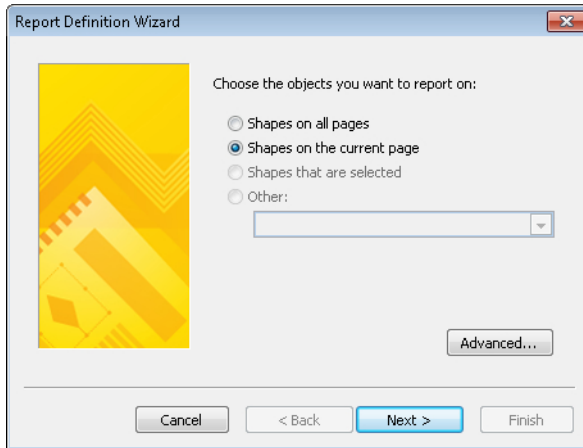 Report Definition Wizard
Choose the objects you want to report on:
Shapes on all pages
Shapes on the current page
Shapes that are selected
Other:
Advanced...
Cancel
< Back
Next >
Finish